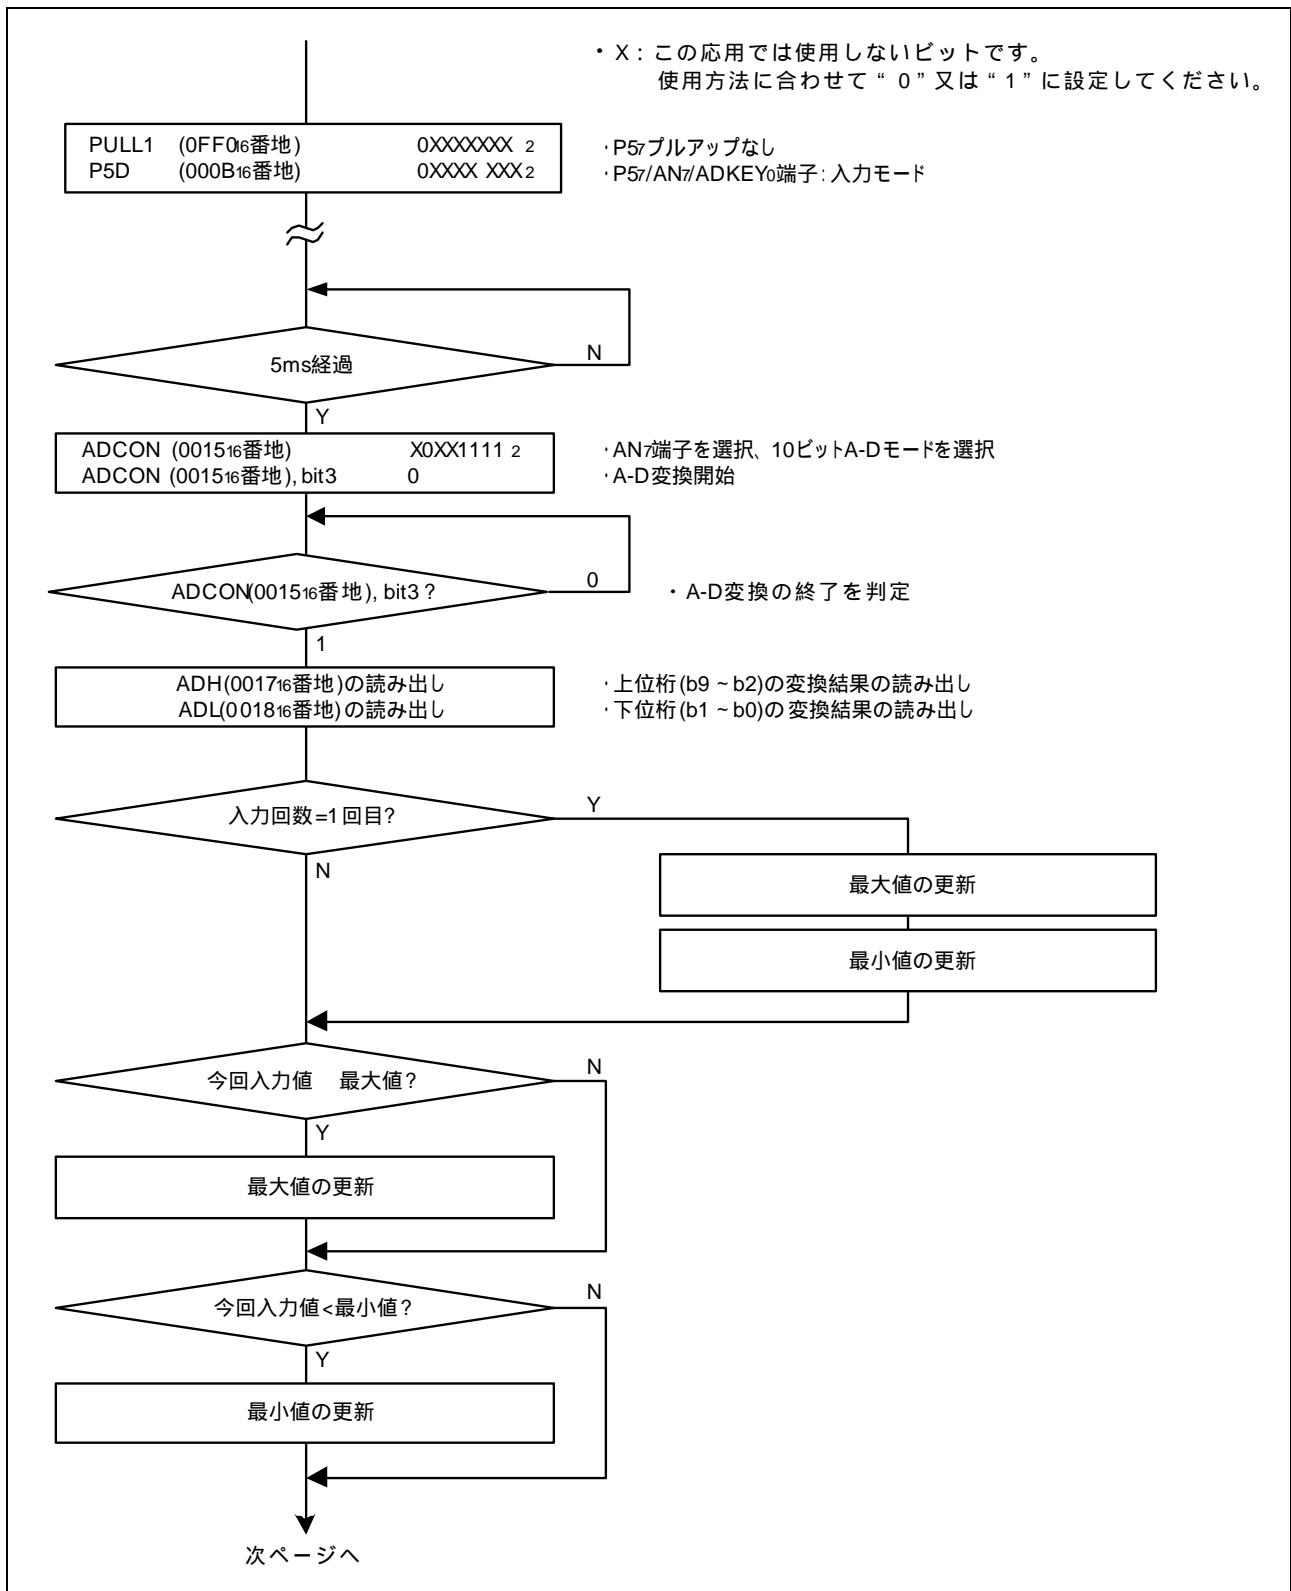 ・X：この応用では使用しないビットです。
使用方法に合わせて“0”又は“1”に設定してください。
PULL1 (0FF016番地) 0XXXXXXX 2
・P57プルアップなし
P5D (000B16番地) 0XXXX XXX2
・P57/AN7/ADKEY0端子：入力モード
5ms経過
N
Y
ADCON (001516番地) X0XX1111 2
・AN7端子を選択、10ビットA-Dモードを選択
ADCON (001516番地), bit3 0
・A-D変換開始
ADCON(001516番地), bit3 ?
0
・A-D変換の終了を判定
1
ADH(001716番地)の読み出し
・上位桁(b9 ~ b2)の変換結果の読み出し
ADL(001816番地)の読み出し
・下位桁(b1 ~ b0)の変換結果の読み出し
入力回数=1回目?
Y
N
最大値の更新
最小値の更新
今回入力値 最大値?
N
Y
最大値の更新
今回入力値<最小値?
N
Y
最小値の更新
次ページへ